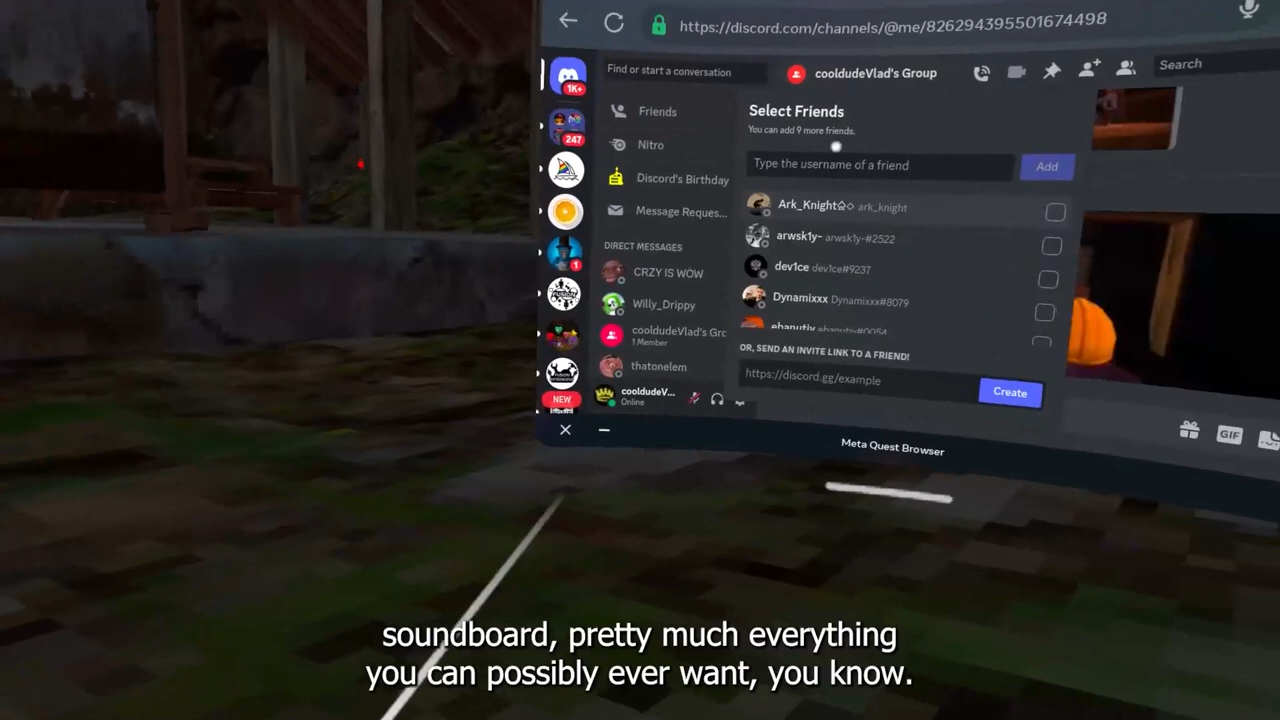 https://discord.com/channels/@me/826294395501674498
1K+
247
1
NEW
Find or start a conversation
Friends
Nitro
Discord's Birthday
Message Reques...
DIRECT MESSAGES
CRZY IS WOW
Willy_Drippy
cooldudeVlad's Grc
1 Member
thatonelem
cooldudeV...
Online
cooldudeVlad's Group
Search
Select Friends
You can add 9 more friends.
Type the username of a friend
Add
Ark_Knight ark_knight
arwsk1y- arwsk1y-#2522
dev1ce dev1ce#9237
Dynamixxx Dynamixxx#8079
OR, SEND AN INVITE LINK TO A FRIEND!
https://discord.gg/example
Create
GIF
Meta Quest Browser
soundboard, pretty much everything
you can possibly ever want, you know.